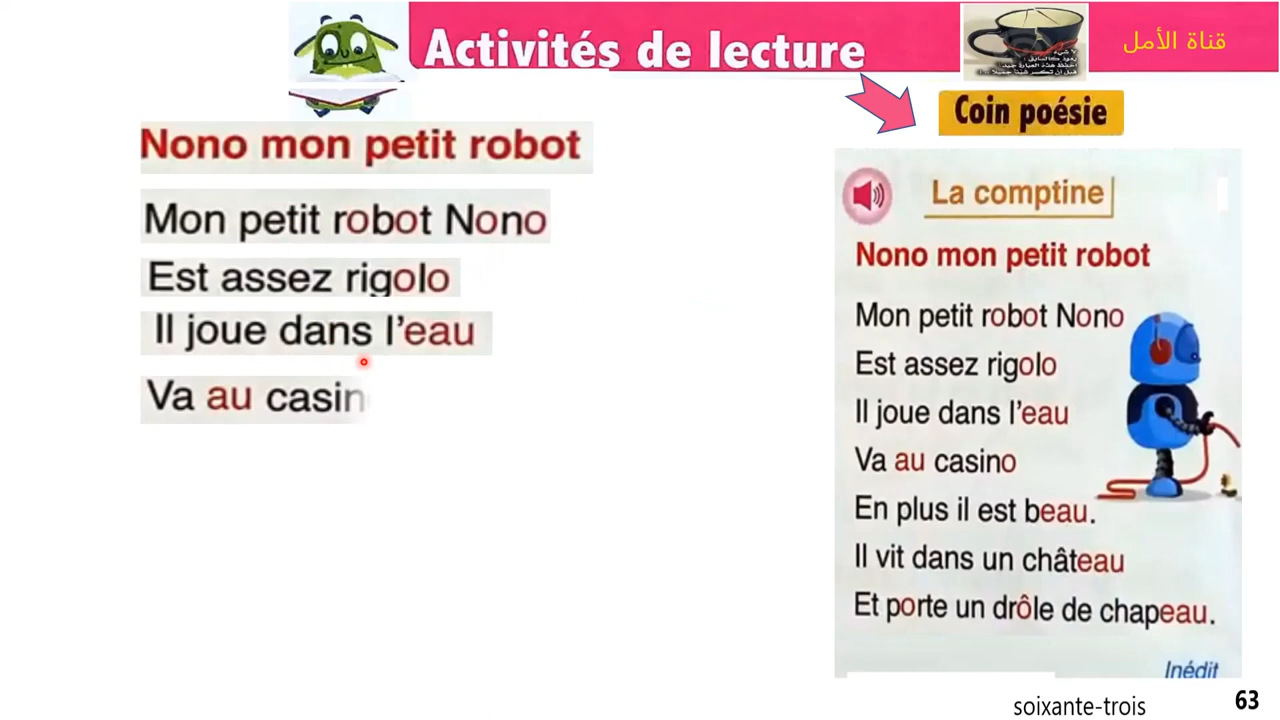 Activités de lecture
قناة الأمل
Coin poésie
Nono mon petit robot
Mon petit robot Nono
Est assez rigolo
Il joue dans l'eau
Va au casin
La comptine
Nono mon petit robot
Mon petit robot Nono
Est assez rigolo
Il joue dans l'eau
Va au casino
En plus il est beau.
Il vit dans un château
Et porte un drôle de chapeau.
Inédit
soixante-trois
63